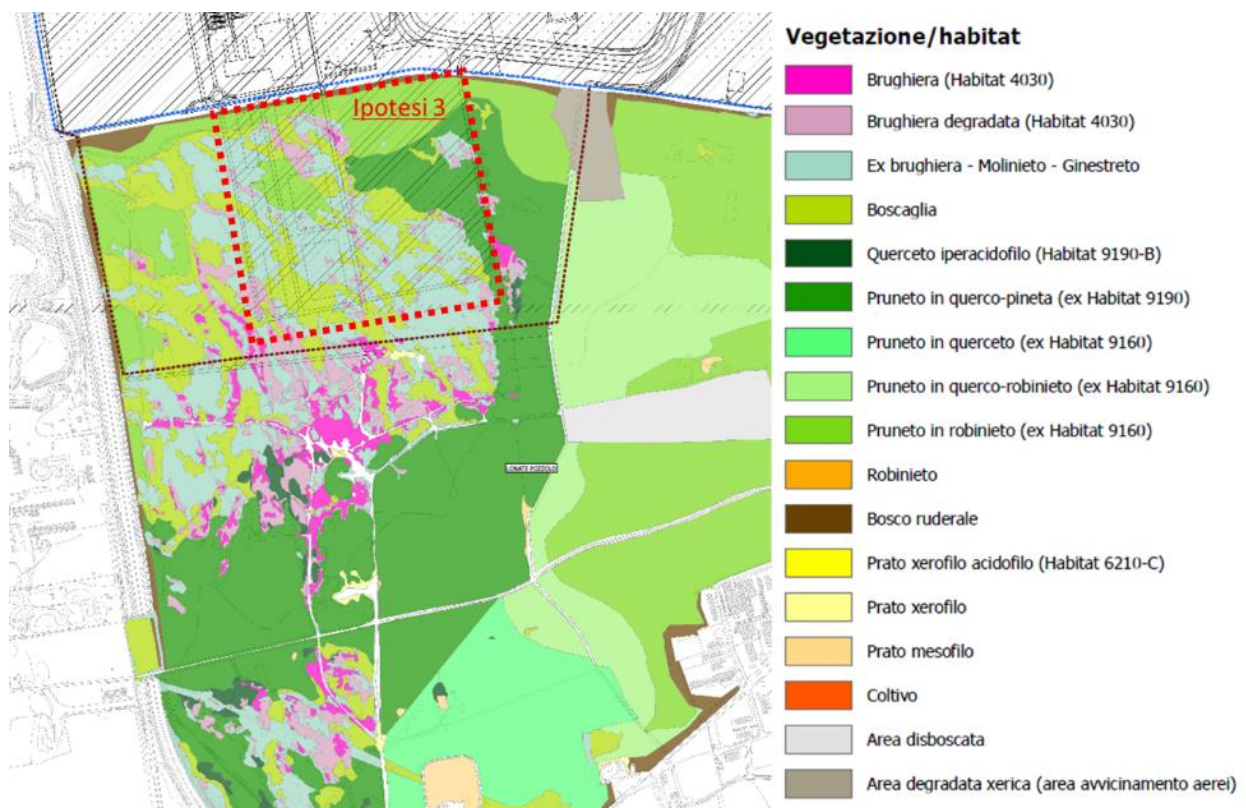 Ipotesi 3
LONATE POZZOLO
Vegetazione/habitat
Brughiera (Habitat 4030)
Brughiera degradata (Habitat 4030)
Ex brughiera - Molinieto - Ginestreto
Boscaglia
Querceto iperacidofilo (Habitat 9190-B)
Pruneto in querco-pineta (ex Habitat 9190)
Pruneto in querceto (ex Habitat 9160)
Pruneto in querco-robinieto (ex Habitat 9160)
Pruneto in robinieto (ex Habitat 9160)
Robinieto
Bosco ruderale
Prato xerofilo acidofilo (Habitat 6210-C)
Prato xerofilo
Prato mesofilo
Coltivo
Area disboscata
Area degradata xerica (area avvicinamento aerei)